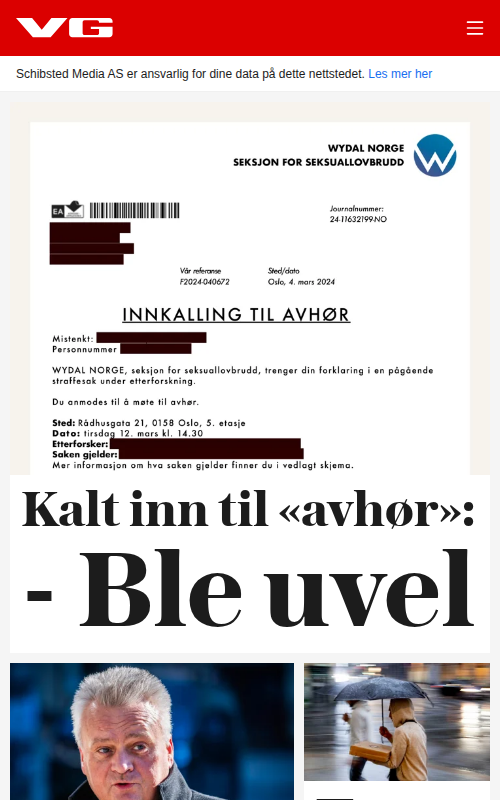 VG
Schibsted Media AS er ansvarlig for dine data på dette nettstedet. Les mer her
WYDAL NORGE
SEKSJON FOR SEKSUALLOVBRUDD
W
EA
Journalnummer:
24-11632199-NO
Vår referanse Sted/dato
F2024-040672 Oslo, 4. mars 2024
INNKALLING TIL AVHØR
Mistenkt:
Personnummer
WYDAL NORGE, seksjon for seksuallovbrudd, trenger din forklaring i en pågående
straffesak under etterforskning.
Du anmodes til å møte til avhør.
Sted: Rådhusgata 21, 0158 Oslo, 5. etasje
Dato: tirsdag 12. mars kl. 14.30
Etterforsker:
Saken gjelder:
Mer informasjon om hva saken gjelder finner du i vedlagt skjema.
Kalt inn til «avhør»:
- Ble uvel